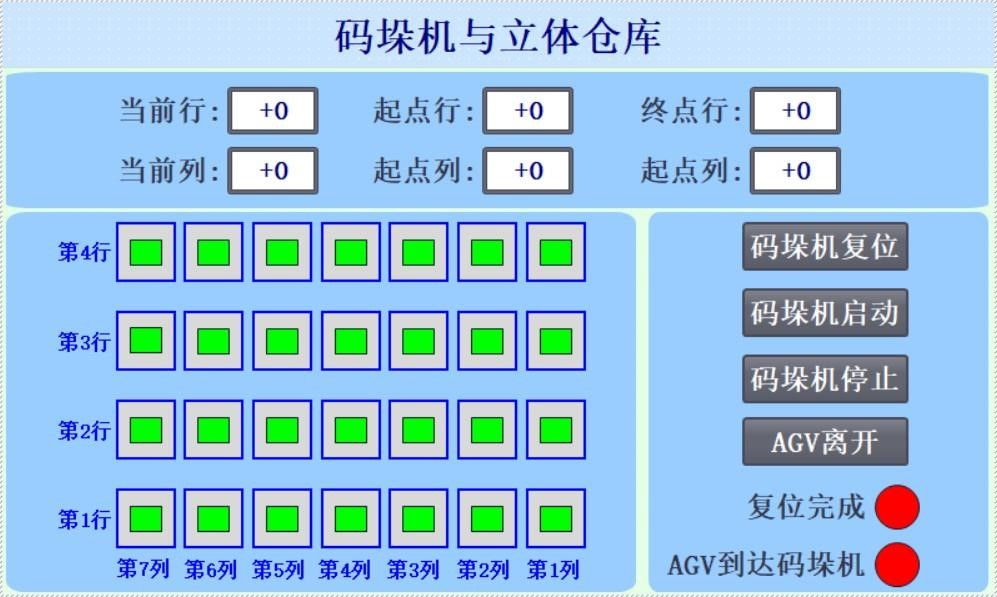 码垛机与立体仓库
当前行: +0 起点行: +0 终点行: +0
当前列: +0 起点列: +0 起点列: +0
第4行
第3行
第2行
第1行
第7列 第6列 第5列 第4列 第3列 第2列 第1列
码垛机复位
码垛机启动
码垛机停止
AGV离开
复位完成
AGV到达码垛机